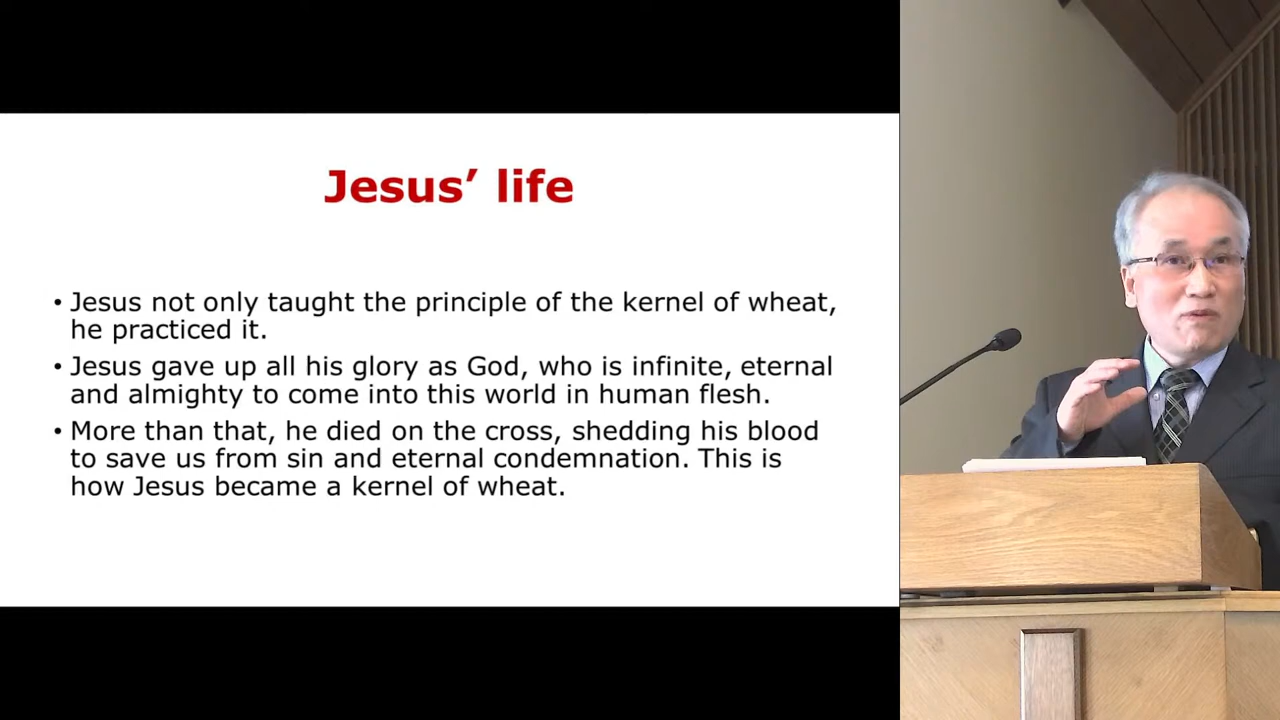 Jesus’ life
• Jesus not only taught the principle of the kernel of wheat,
he practiced it.
• Jesus gave up all his glory as God, who is infinite, eternal
and almighty to come into this world in human flesh.
• More than that, he died on the cross, shedding his blood
to save us from sin and eternal condemnation. This is
how Jesus became a kernel of wheat.